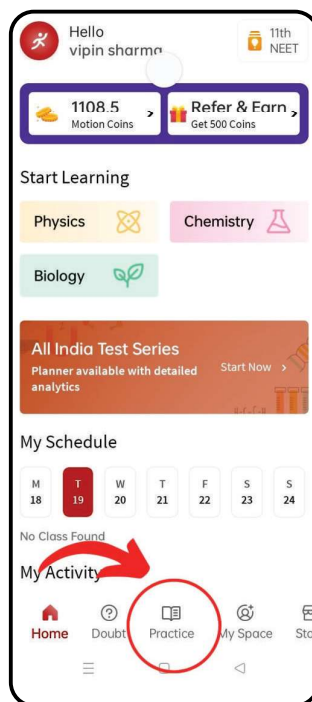 Hello
vipin sharma
11th
NEET
1108.5
Motion Coins
Refer & Earn
Get 500 Coins
Start Learning
Physics
Chemistry
Biology
All India Test Series
Planner available with detailed
analytics
Start Now
My Schedule
M T W T F S S
18 19 20 21 22 23 24
No Class Found
My Activity
Home Doubt Practice My Space